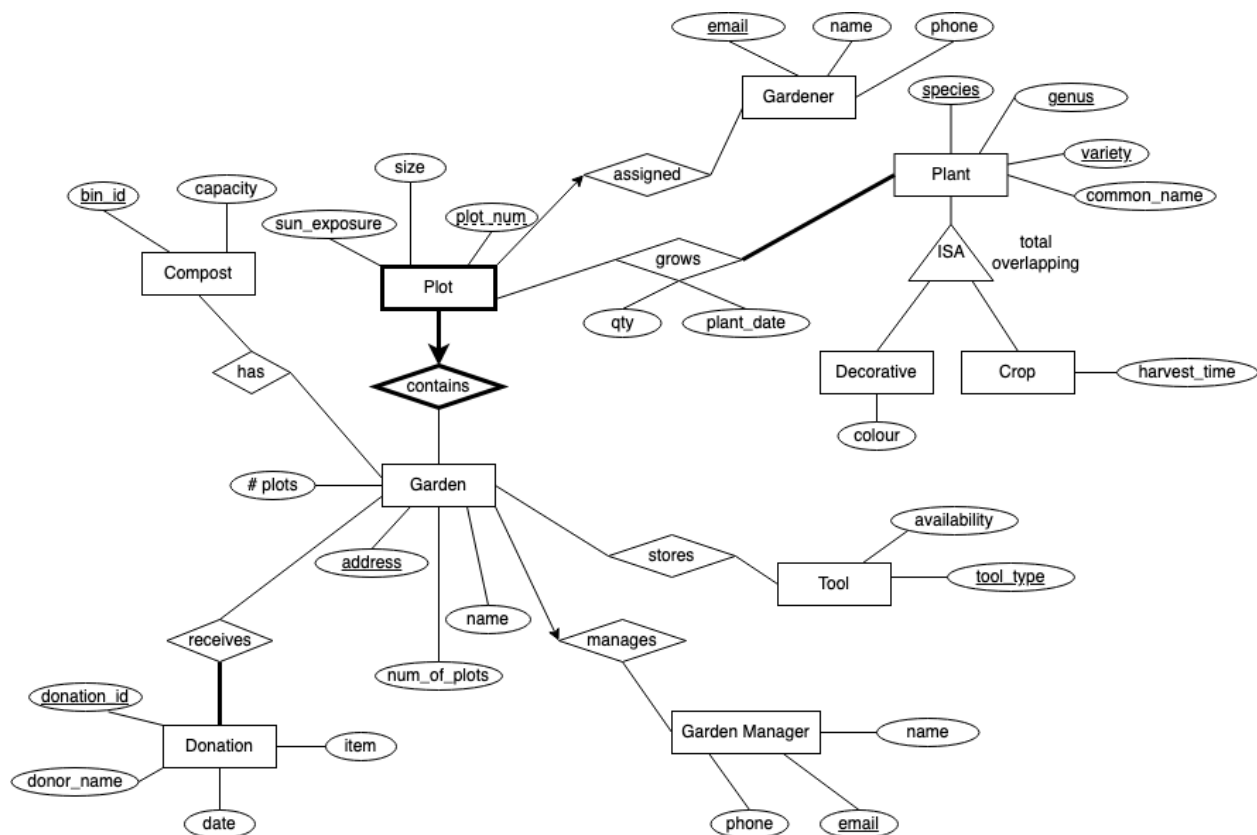 email
name
phone
Gardener
species
genus
Plant
variety
common_name
size
assigned
bin_id
capacity
sun_exposure
plot_num
Compost
Plot
grows
ISA
total
overlapping
qty
plant_date
has
contains
Decorative
Crop
harvest_time
colour
# plots
Garden
availability
stores
address
Tool
tool_type
name
receives
manages
num_of_plots
donation_id
Donation
item
Garden Manager
name
donor_name
date
phone
email